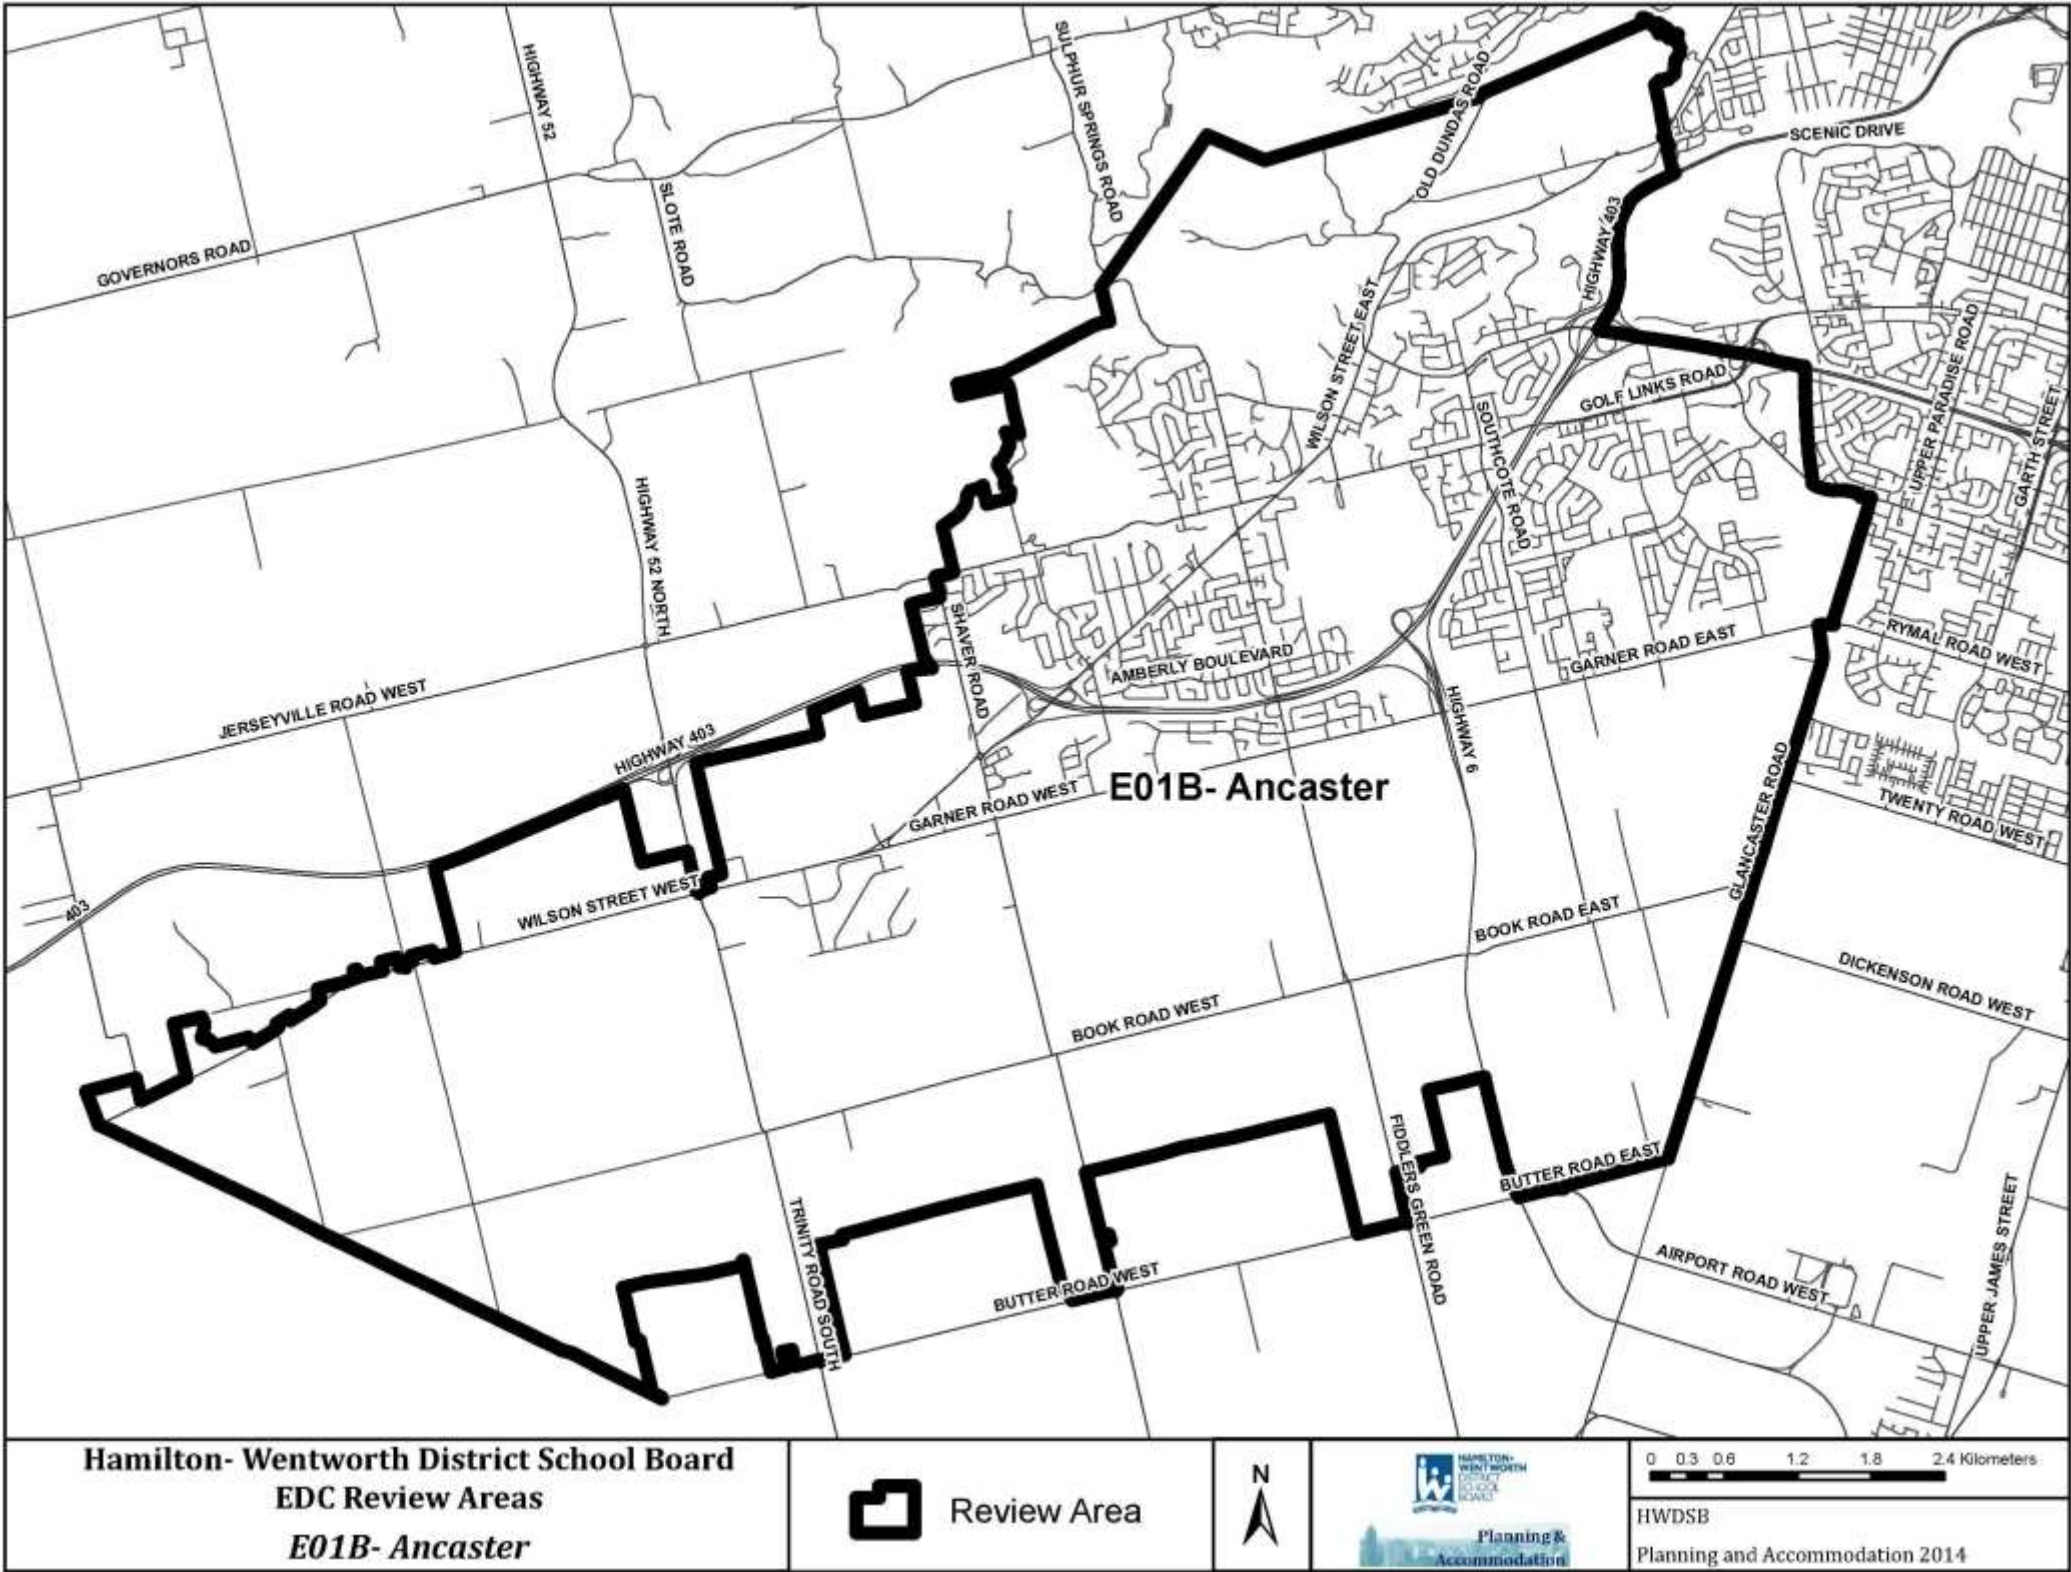 HIGHWAY 52
SULPHUR SPRINGS ROAD
OLD DUNDAS ROAD
SCENIC DRIVE
SLOTE ROAD
GOVERNORS ROAD
HIGHWAY 403
WILSON STREET EAST
UPPER PARADISE ROAD
GOLF LINKS ROAD
GARTH STREET
SOUTHCOTE ROAD
HIGHWAY 52 NORTH
SHAVER ROAD
RYMAL ROAD WEST
GARNER ROAD EAST
AMBERLY BOULEVARD
JERSEYVILLE ROAD WEST
HIGHWAY 403
HIGHWAY 6
E01B- Ancaster
GARNER ROAD WEST
GLANCASTER ROAD
TWENTY ROAD WEST
WILSON STREET WEST
403
BOOK ROAD EAST
DICKENSON ROAD WEST
BOOK ROAD WEST
FIDDLERS GREEN ROAD
BUTTER ROAD EAST
TRINITY ROAD SOUTH
BUTTER ROAD WEST
AIRPORT ROAD WEST
UPPER JAMES STREET
Hamilton- Wentworth District School Board
EDC Review Areas
E01B- Ancaster
Review Area
N
HAMILTON-
WENTWORTH
DISTRICT
SCHOOL
BOARD
Planning &
Accommodation
0 0.3 0.6 1.2 1.8 2.4 Kilometers
HWDSB
Planning and Accommodation 2014